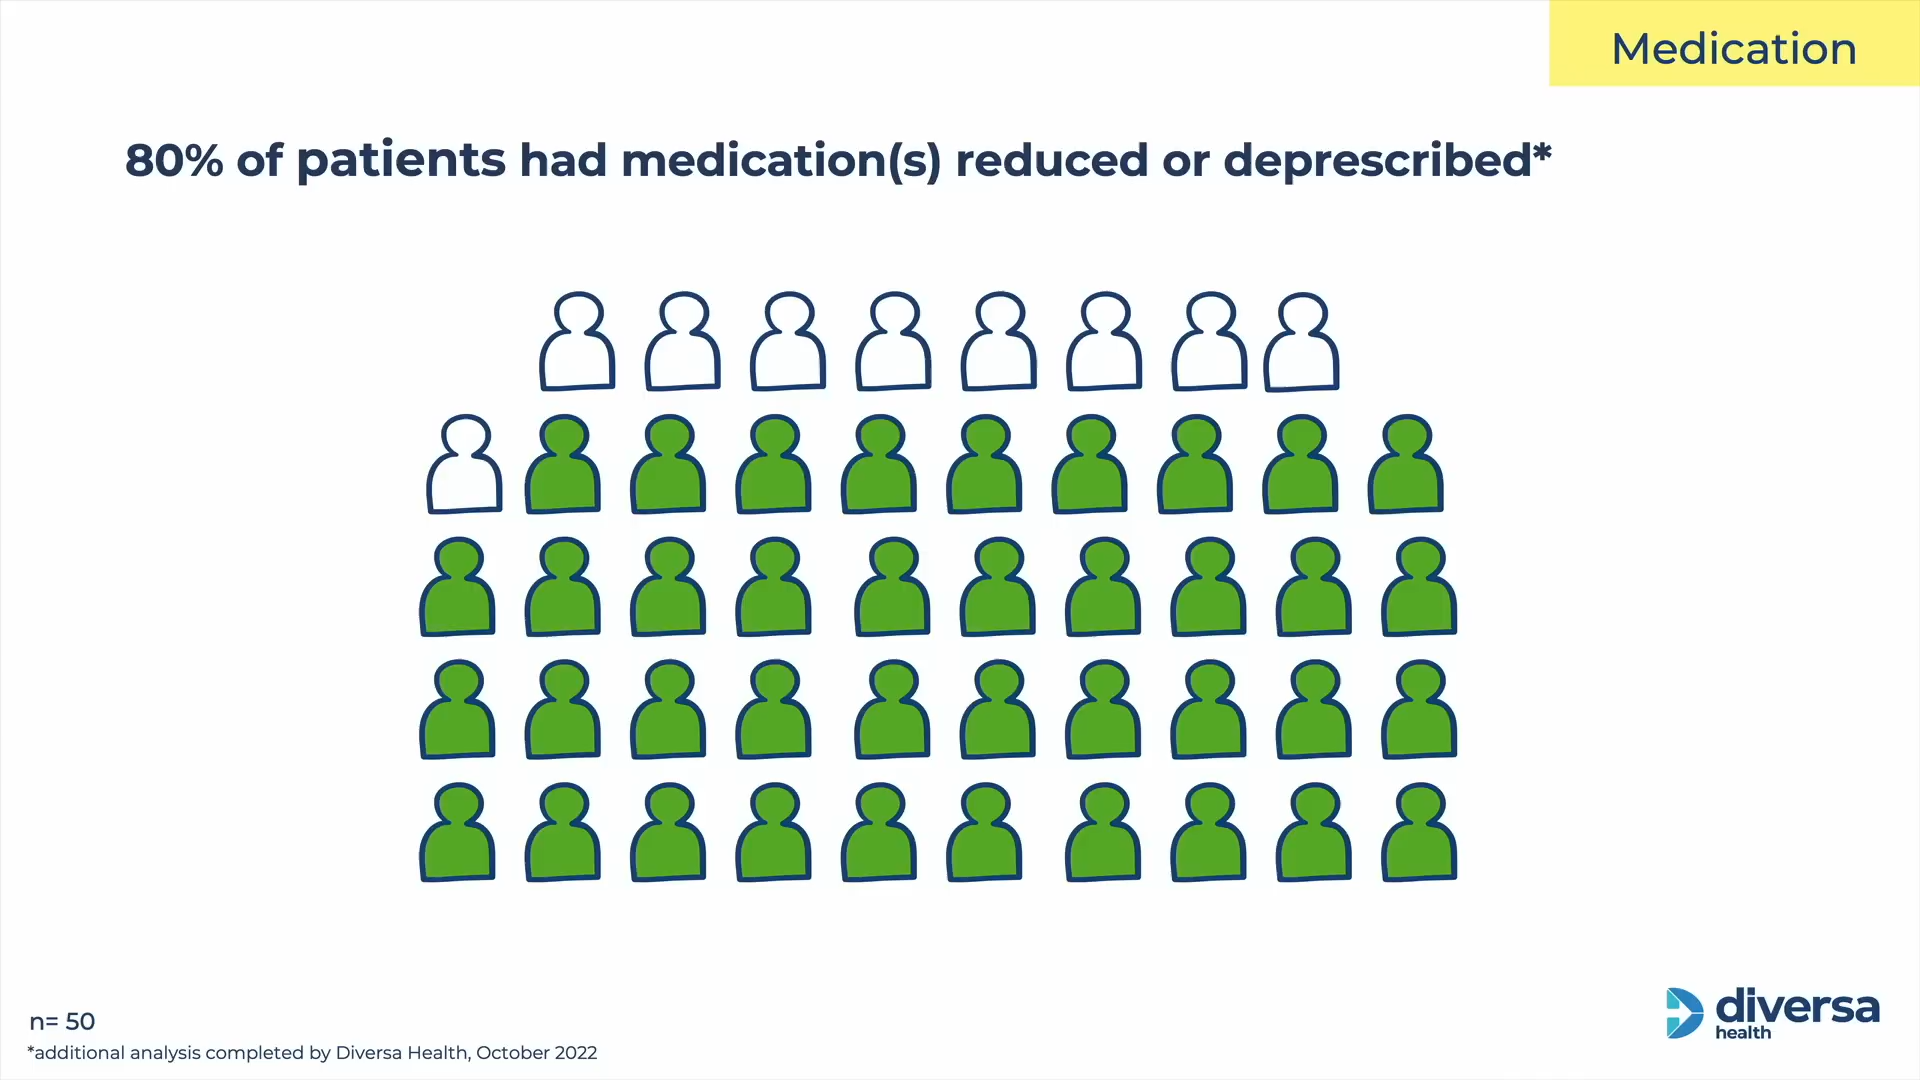 Medication
80% of patients had medication(s) reduced or deprescribed*
n= 50
*additional analysis completed by Diversa Health, October 2022
diversa
health